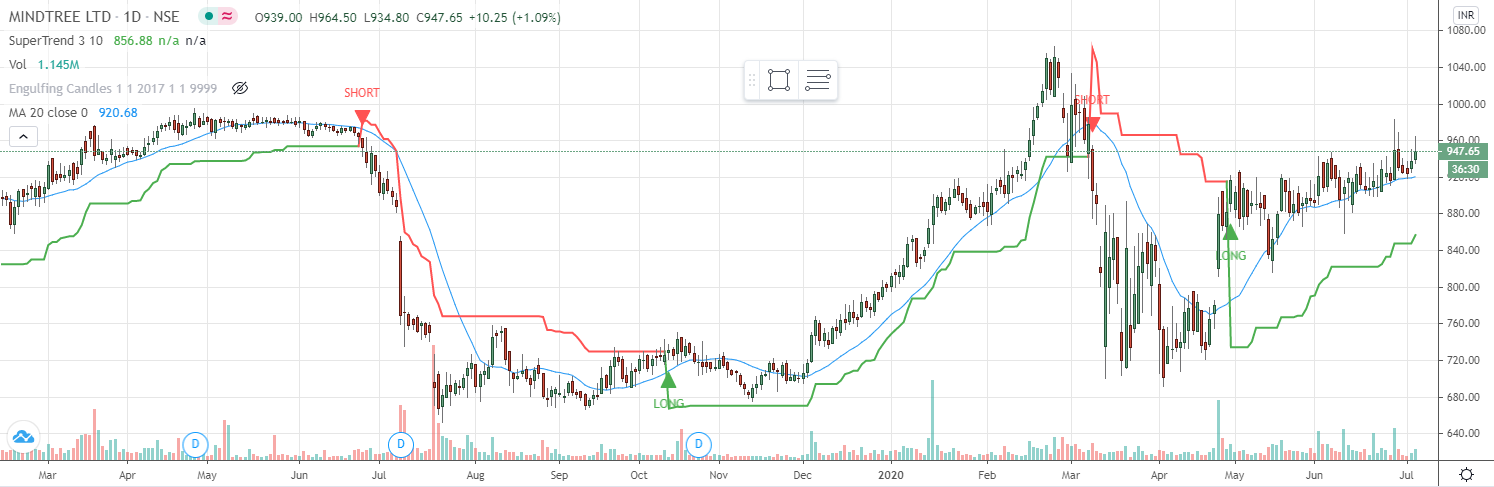 MINDTREE LTD · 1D · NSE O939.00 H964.50 L934.80 C947.65 +10.25 (+1.09%)
INR
SuperTrend 3 10 856.88 n/a n/a
Vol 1.145M
Engulfing Candles 1 1 2017 1 1 9999
MA 20 close 0 920.68
SHORT
SHORT
LONG
LONG
1080.00
1040.00
1000.00
960.00
947.65
36:30
920.00
880.00
840.00
800.00
760.00
720.00
680.00
640.00
D
D
D
Mar Apr May Jun Jul Aug Sep Oct Nov Dec 2020 Feb Mar Apr May Jun Jul